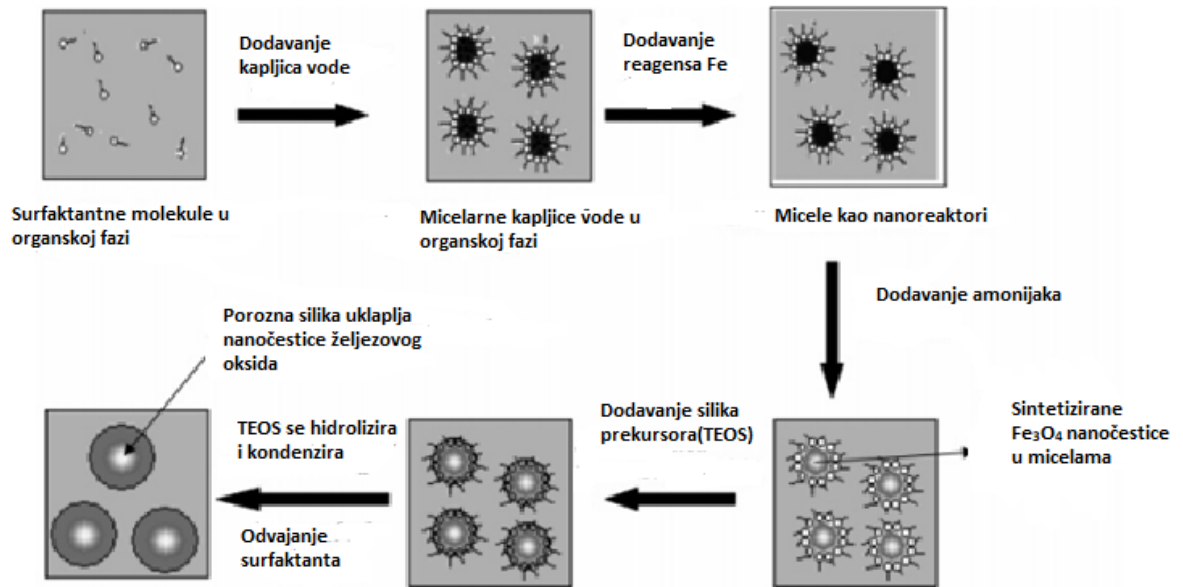 Dodavanje
kapljica vode
Dodavanje
reagensa Fe
Surfaktantne molekule u
organskoj fazi
Micelarne kapljice vode u
organskoj fazi
Micele kao nanoreaktori
Dodavanje amonijaka
Porozna silika uklaplja
nanočestice željezovog
oksida
TEOS se hidrolizira
i kondenzira
Odvajanje
surfaktanta
Dodavanje silika
prekursora(TEOS)
Sintetizirane
Fe₃O₄ nanočestice
u micelama